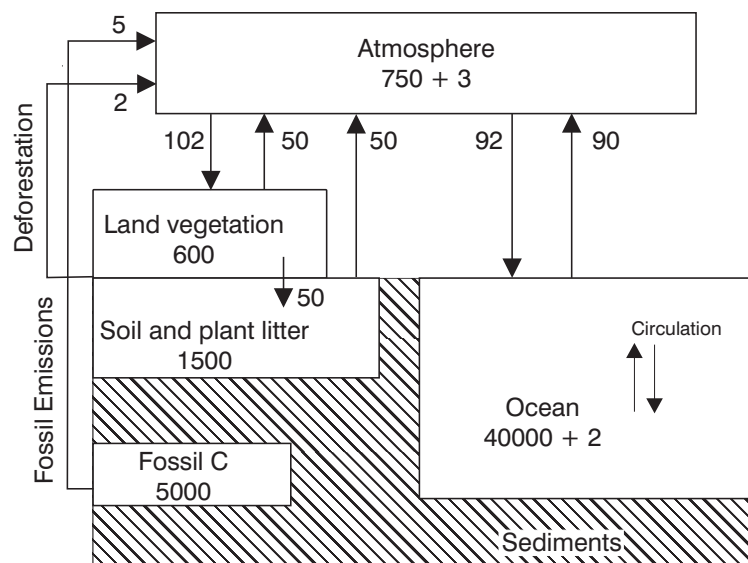 5
Atmosphere
750 + 3
2
102
50
50
92
90
Deforestation
Land vegetation
600
50
Soil and plant litter
1500
Circulation
Fossil Emissions
Ocean
40000 + 2
Fossil C
5000
Sediments